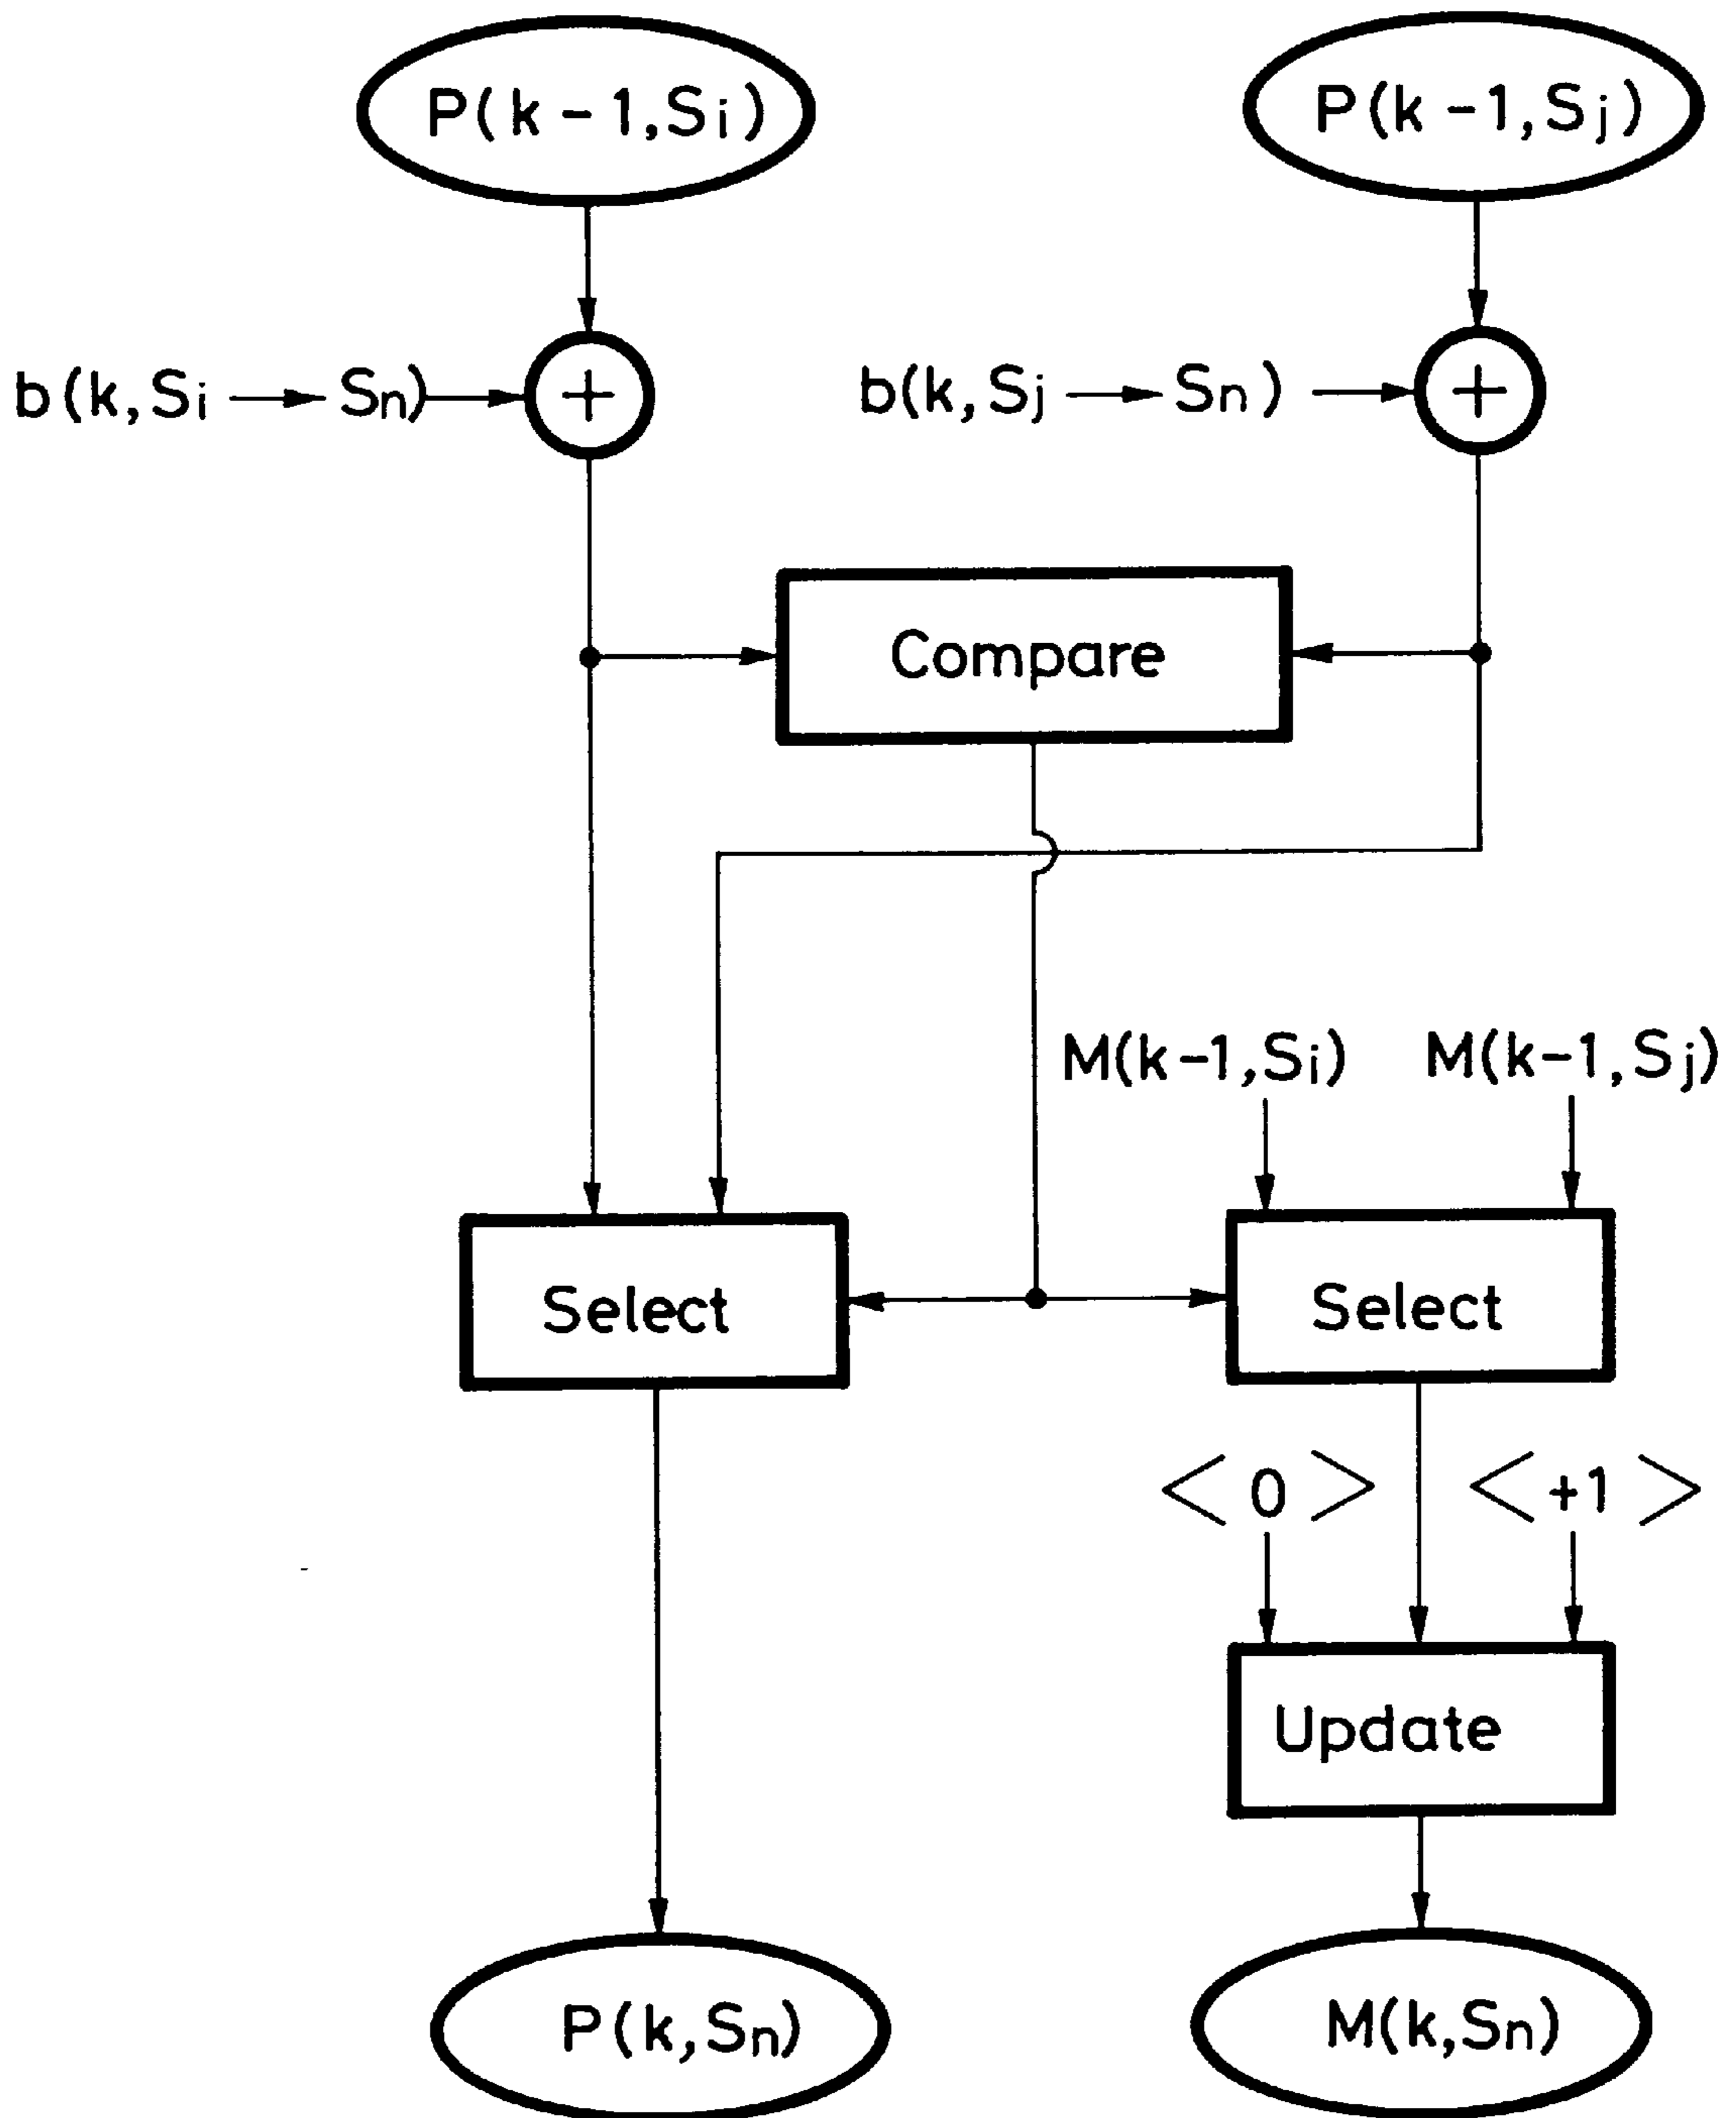 P(k-1,Si)
P(k-1,Sj)
b(k,Si → Sn)
+
b(k,Sj → Sn)
+
Compare
M(k-1,Si)
M(k-1,Sj)
Select
Select
<0>
<+1>
Update
P(k,Sn)
M(k,Sn)